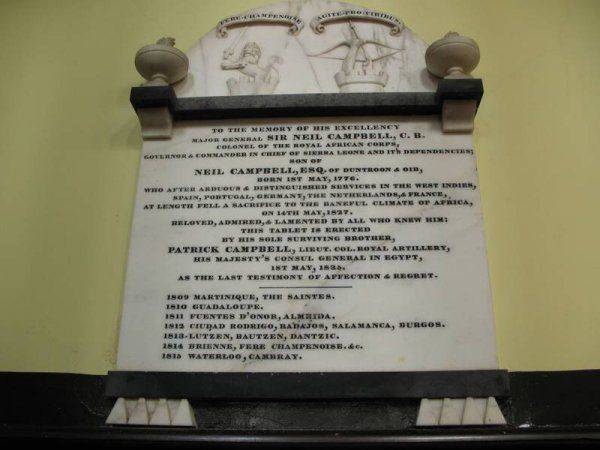 FERE-CHAMPENOISE
AGITE-PRO-VIRIBUS
TO THE MEMORY OF HIS EXCELLENCY
MAJOR GENERAL SIR NEIL CAMPBELL, C. B.
COLONEL OF THE ROYAL AFRICAN CORPS,
GOVERNOR & COMMANDER IN CHIEF OF SIERRA LEONE AND IT'S DEPENDENCIES;
SON OF
NEIL CAMPBELL, ESQ. OF DUNTROON & OIB,
BORN 1ST MAY, 1776.
WHO AFTER ARDUOUS & DISTINGUISHED SERVICES IN THE WEST INDIES,
SPAIN, PORTUGAL, GERMANY, THE NETHERLANDS, & FRANCE,
AT LENGTH FELL A SACRIFICE TO THE BANEFUL CLIMATE OF AFRICA,
ON 14TH MAY, 1827.
BELOVED, ADMIRED, & LAMENTED BY ALL WHO KNEW HIM:
THIS TABLET IS ERECTED
BY HIS SOLE SURVIVING BROTHER,
PATRICK CAMPBELL, LIEUT. COL. ROYAL ARTILLERY,
HIS MAJESTY'S CONSUL GENERAL IN EGYPT,
1ST MAY, 1835.
AS THE LAST TESTIMONY OF AFFECTION & REGRET.
1809 MARTINIQUE, THE SAINTES.
1810 GUADALOUPE.
1811 FUENTES D'ONOR, ALMEIDA.
1812 CIUDAD RODRIGO, BADAJOS, SALAMANCA, BURGOS.
1813 LUTZEN, BAUTZEN, DANTZIC.
1814 BRIENNE, FERE CHAMPENOISE. &c.
1815 WATERLOO, CAMBRAY.